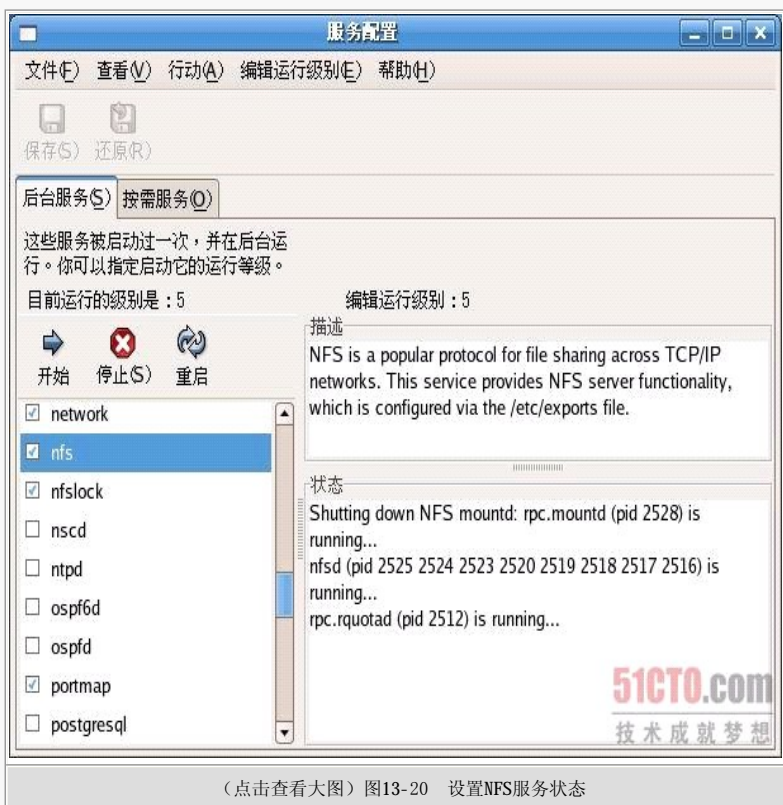 服务配置
文件(F) 查看(V) 行动(A) 编辑运行级别(E) 帮助(H)
保存(S) 还原(R)
后台服务(S) 按需服务(O)
这些服务被启动过一次，并在后台运
行。你可以指定启动它的运行等级。
目前运行的级别是：5
编辑运行级别：5
开始 停止(S) 重启
network
nfs
nfslock
nscd
ntpd
ospf6d
ospfd
portmap
postgresql
描述
NFS is a popular protocol for file sharing across TCP/IP
networks. This service provides NFS server functionality,
which is configured via the /etc/exports file.
状态
Shutting down NFS mountd: rpc.mountd (pid 2528) is
running...
nfsd (pid 2525 2524 2523 2520 2519 2518 2517 2516) is
running...
rpc.rquotad (pid 2512) is running...
51CTO.com
技术成就梦想
（点击查看大图）图13-20 设置NFS服务状态